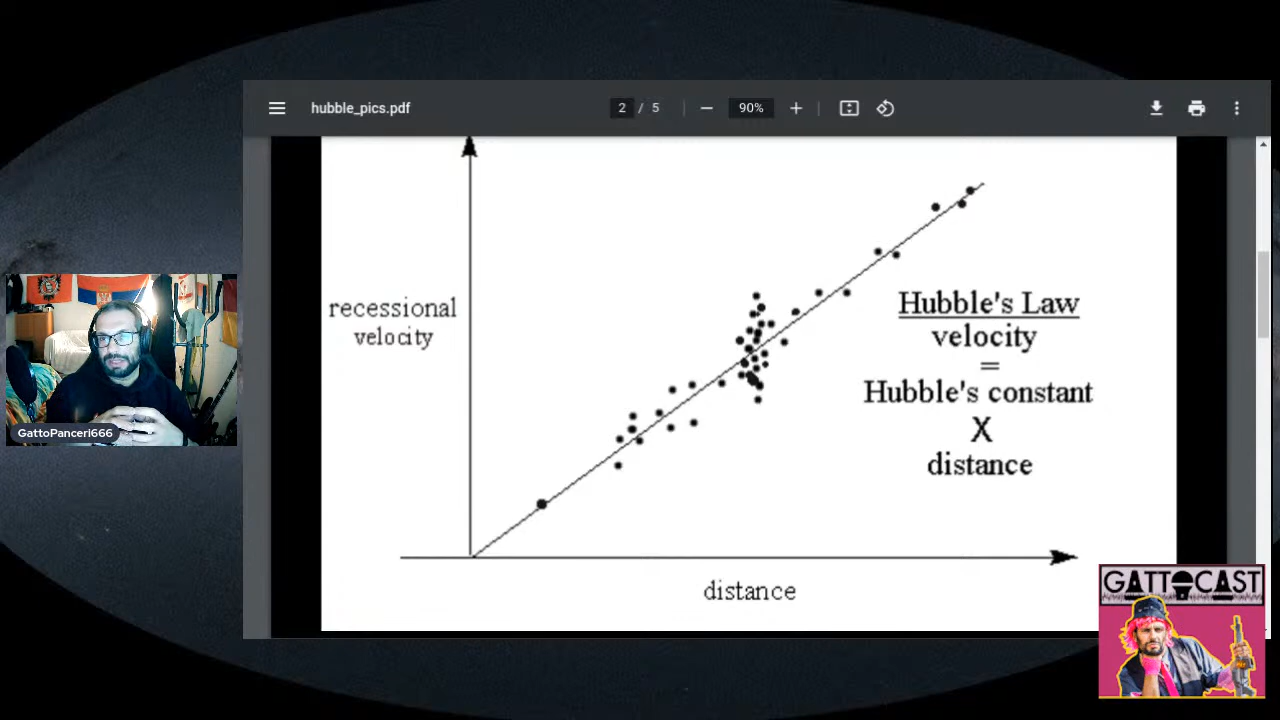 hubble_pics.pdf
2 / 5
90%
recessional
velocity
Hubble's Law
velocity
=
Hubble's constant
X
distance
distance
GattoPanceri666
GATTOCAST